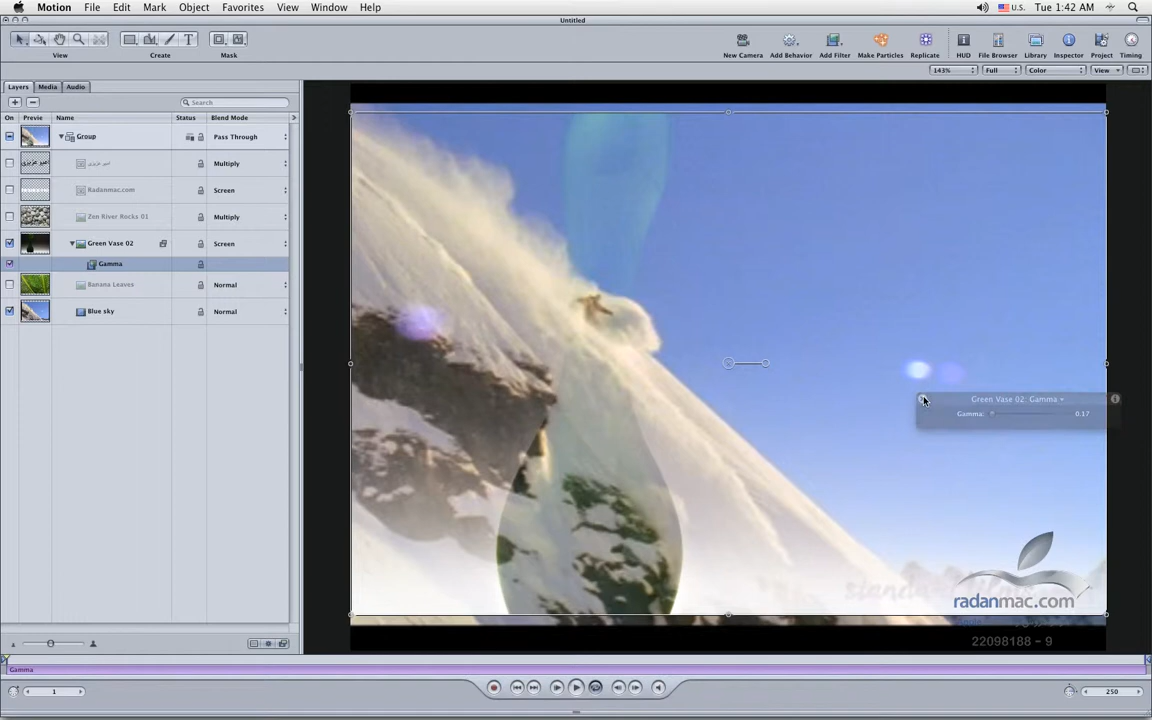 Motion File Edit Mark Object Favorites View Window Help U.S. Tue 1:42 AM
Untitled
View Create Mask New Camera Add Behavior Add Filter Make Particles Replicate HUD File Browser Library Inspector Project Timing
143% Full Color View
Layers Media Audio
Search
On Previe Name Status Blend Mode
Group Pass Through
امیر عزیزی Multiply
Radanmac.com Screen
Zen River Rocks 01 Multiply
Green Vase 02 Screen
Gamma
Banana Leaves Normal
Blue sky Normal
Green Vase 02: Gamma
Gamma: 0.17
radanmac.com
22098188 - 9
Gamma
1 250